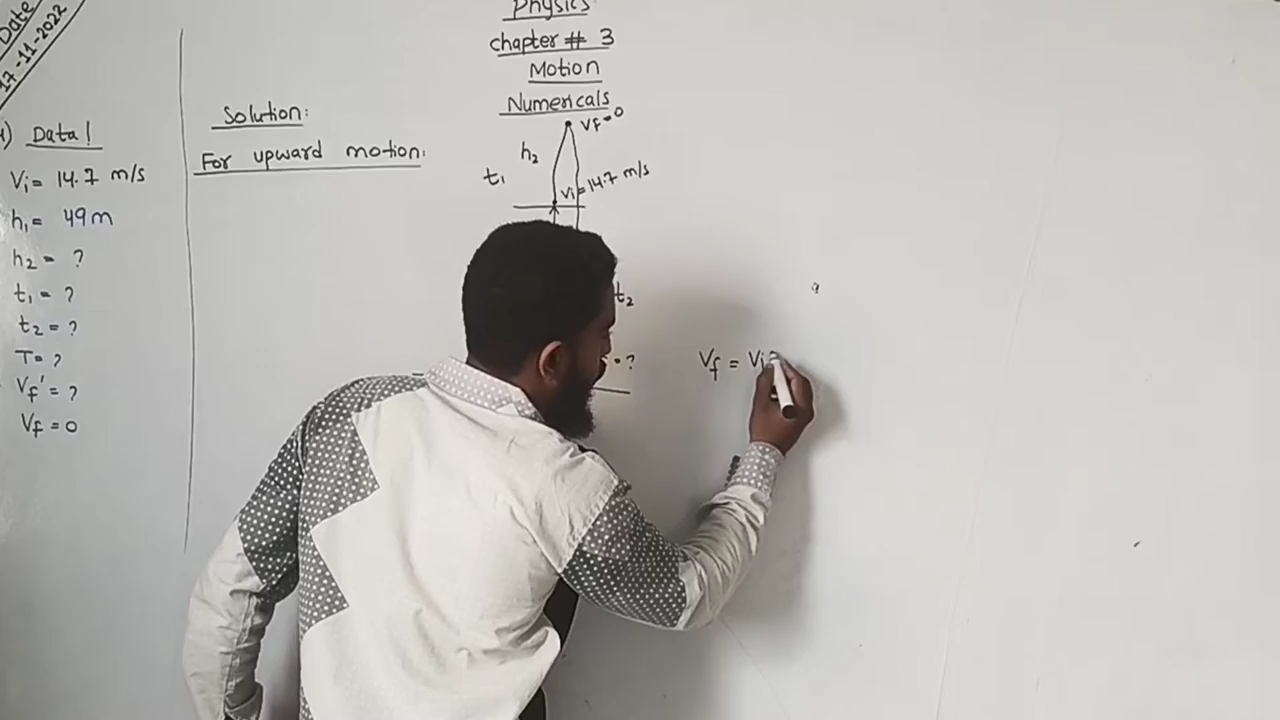 Date
17-11-2022
Physics
Chapter # 3
Motion
Numericals
) Data!
Vi = 14.7 m/s
h₁ = 49m
h₂ = ?
t₁ = ?
t₂ = ?
T = ?
Vf' = ?
Vf = 0
Solution:
For upward motion:
Vf = 0
h₂
t₁
Vi = 14.7 m/s
t₂
= ?
Vf = Vi